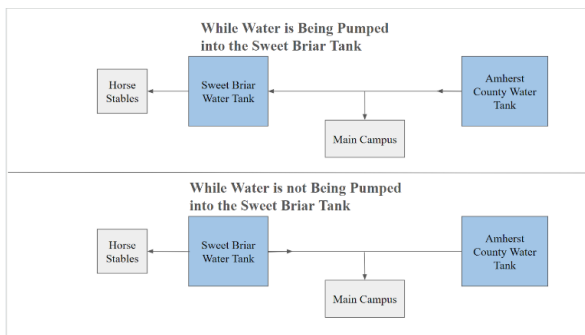 While Water is Being Pumped
into the Sweet Briar Tank
Horse
Stables
Sweet Briar
Water Tank
Main Campus
Amherst
County Water
Tank
While Water is not Being Pumped
into the Sweet Briar Tank
Horse
Stables
Sweet Briar
Water Tank
Main Campus
Amherst
County Water
Tank